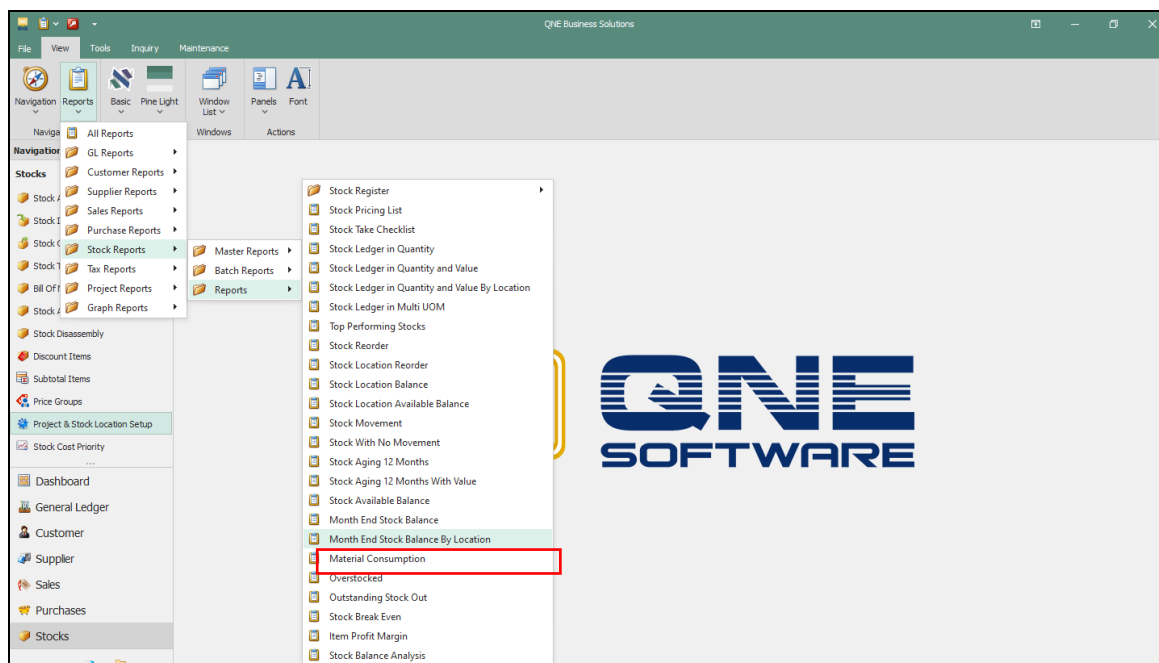 QNE Business Solutions
File View Tools Inquiry Maintenance
Navigation Reports Basic Pine Light Window List Panels Font
Windows Actions
All Reports
GL Reports
Customer Reports
Supplier Reports
Sales Reports
Purchase Reports
Stock Reports
Tax Reports
Project Reports
Graph Reports
Master Reports
Batch Reports
Reports
Stock Register
Stock Pricing List
Stock Take Checklist
Stock Ledger in Quantity
Stock Ledger in Quantity and Value
Stock Ledger in Quantity and Value By Location
Stock Ledger in Multi UOM
Top Performing Stocks
Stock Reorder
Stock Location Reorder
Stock Location Balance
Stock Location Available Balance
Stock Movement
Stock With No Movement
Stock Aging 12 Months
Stock Aging 12 Months With Value
Stock Available Balance
Month End Stock Balance
Month End Stock Balance By Location
Material Consumption
Overstocked
Outstanding Stock Out
Stock Break Even
Item Profit Margin
Stock Balance Analysis
Stocks
Stock Disassembly
Discount Items
Subtotal Items
Price Groups
Project & Stock Location Setup
Stock Cost Priority
Dashboard
General Ledger
Customer
Supplier
Sales
Purchases
Stocks
QNE
SOFTWARE